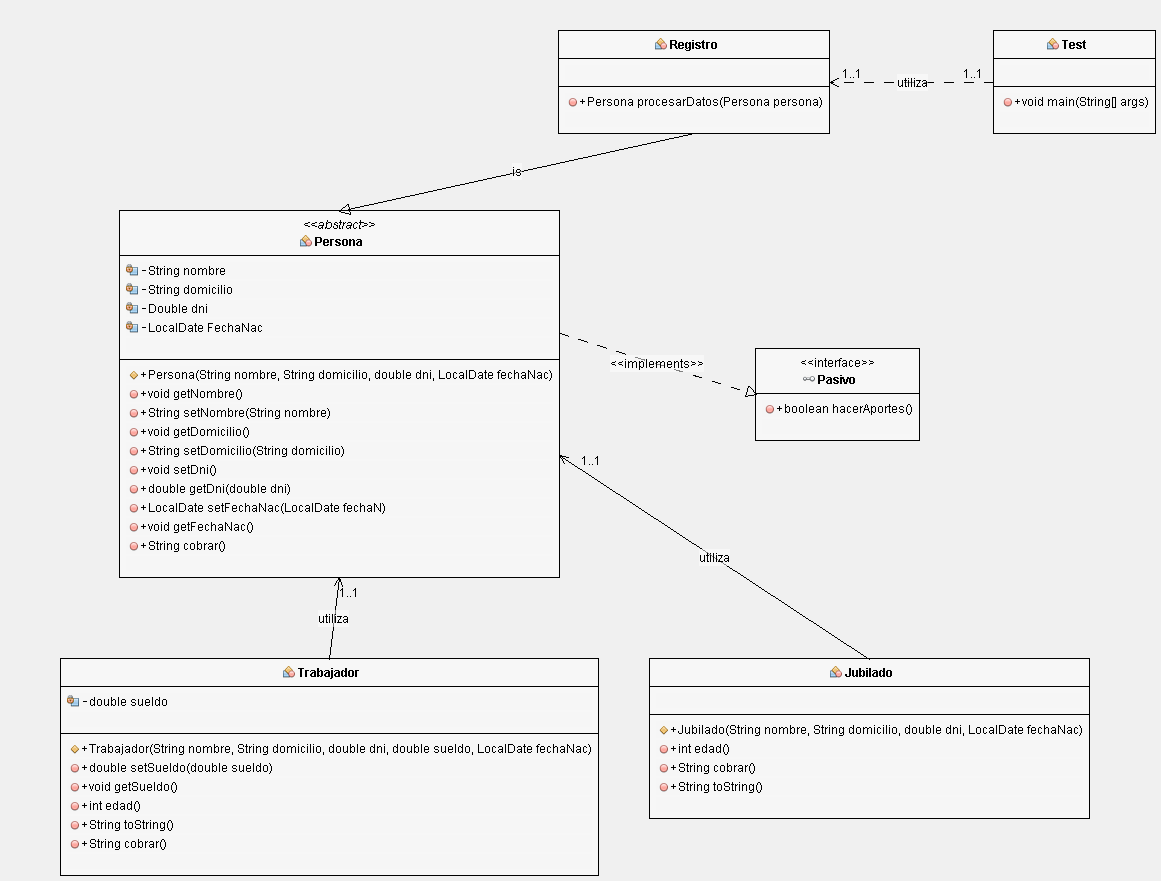 Registro
+Persona procesarDatos(Persona persona)
1..1
utiliza
1..1
Test
+void main(String[] args)
is
<<abstract>>
Persona
-String nombre
-String domicilio
-Double dni
-LocalDate FechaNac
+Persona(String nombre, String domicilio, double dni, LocalDate fechaNac)
+void getNombre()
+String setNombre(String nombre)
+void getDomicilio()
+String setDomicilio(String domicilio)
+void setDni()
+double getDni(double dni)
+LocalDate setFechaNac(LocalDate fechaN)
+void getFechaNac()
+String cobrar()
<<implements>>
<<interface>>
Pasivo
+boolean hacerAportes()
1..1
utiliza
1..1
utiliza
Trabajador
-double sueldo
+Trabajador(String nombre, String domicilio, double dni, double sueldo, LocalDate fechaNac)
+double setSueldo(double sueldo)
+void getSueldo()
+int edad()
+String toString()
+String cobrar()
Jubilado
+Jubilado(String nombre, String domicilio, double dni, LocalDate fechaNac)
+int edad()
+String cobrar()
+String toString()